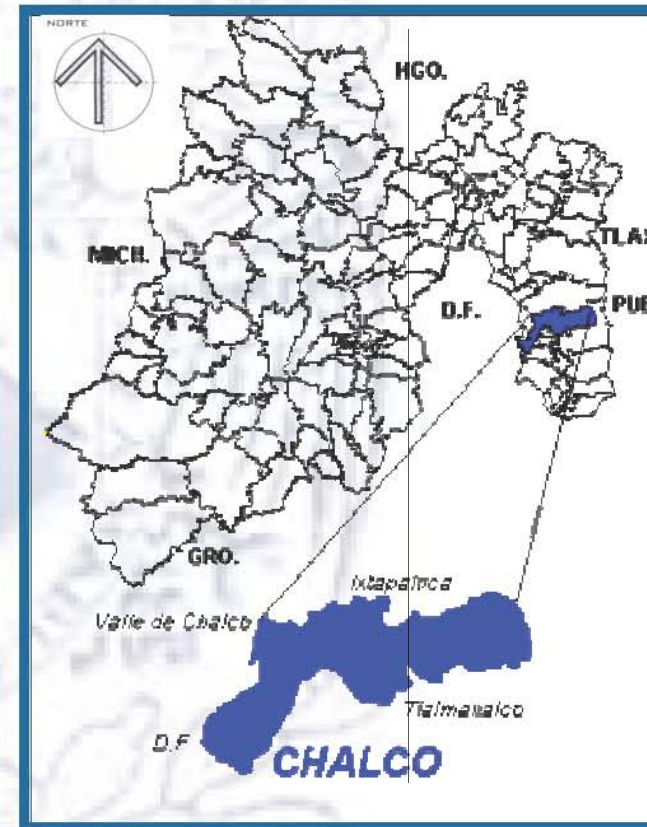 NORTE
HGO.
MICH.
TLAX
D.F.
PUE
GRO.
Ixtapaluca
Valle de Chalco
Tlalmanalco
D.F
CHALCO